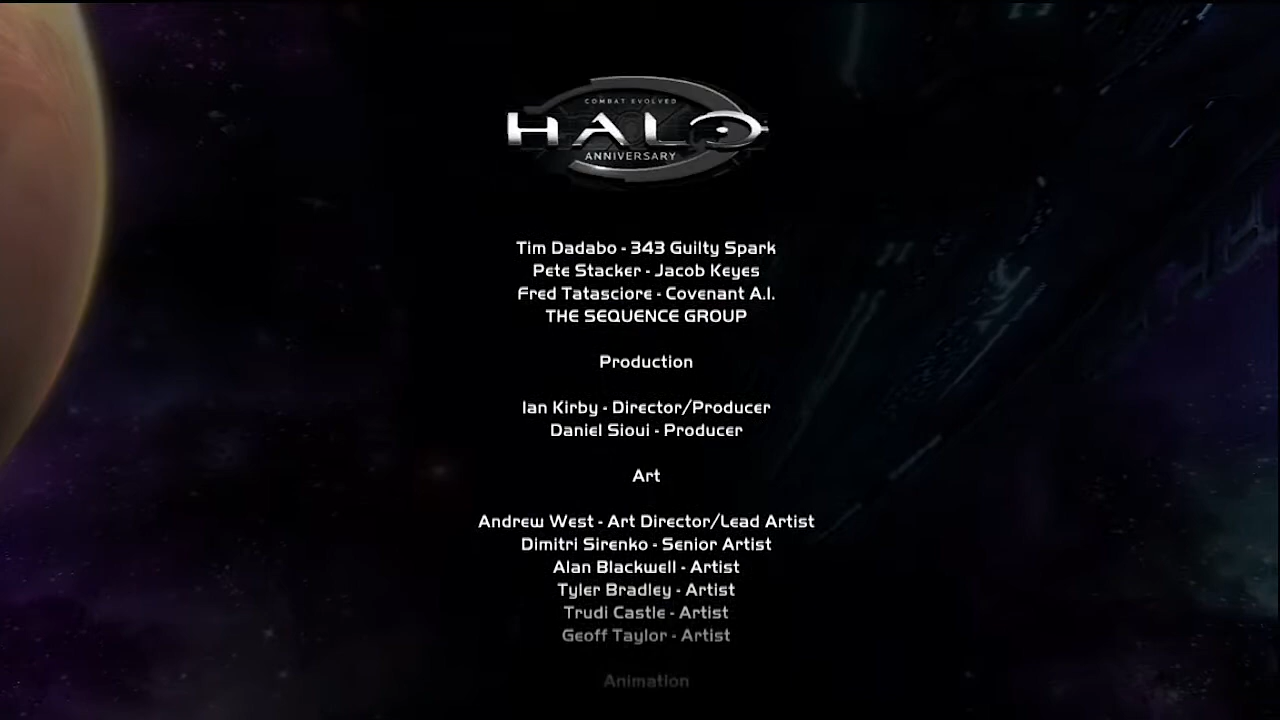 COMBAT EVOLVED
HALO
ANNIVERSARY
Tim Dadabo - 343 Guilty Spark
Pete Stacker - Jacob Keyes
Fred Tatasciore - Covenant A.I.
THE SEQUENCE GROUP
Production
Ian Kirby - Director/Producer
Daniel Sioui - Producer
Art
Andrew West - Art Director/Lead Artist
Dimitri Sirenko - Senior Artist
Alan Blackwell - Artist
Tyler Bradley - Artist
Trudi Castle - Artist
Geoff Taylor - Artist
Animation